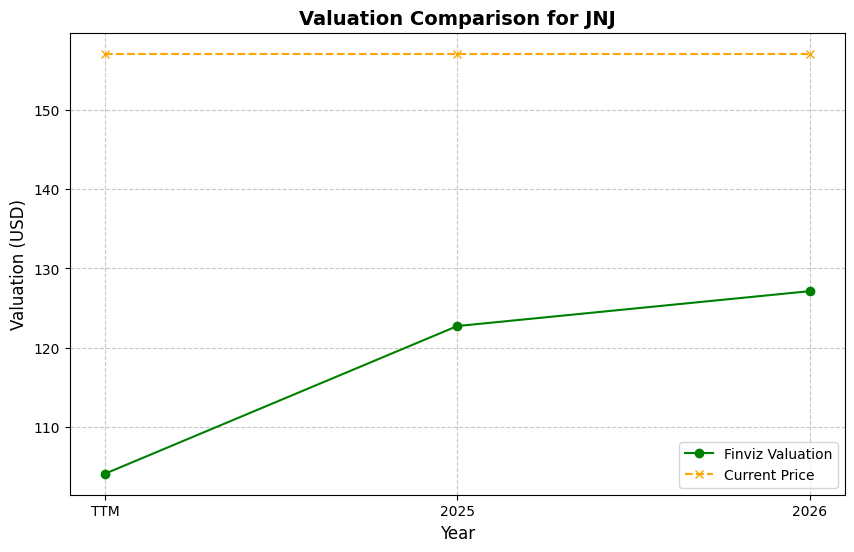 Valuation Comparison for JNJ
Valuation (USD)
150
140
130
120
110
TTM
2025
2026
Year
Finviz Valuation
Current Price